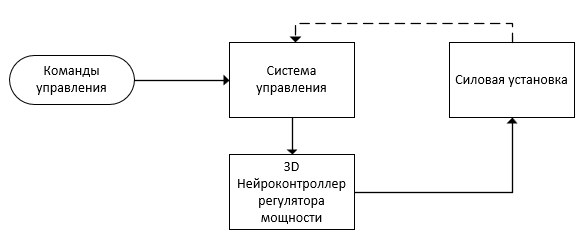 Команды
управления
Система
управления
Силовая установка
3D
Нейроконтроллер
регулятора
мощности